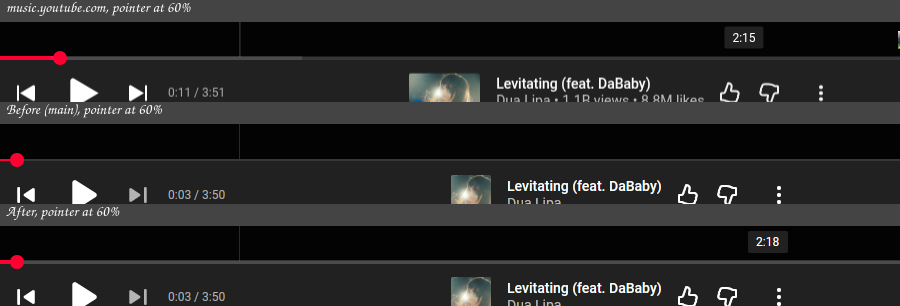 music.youtube.com, pointer at 60%
2:15
Levitating (feat. DaBaby)
0:11 / 3:51
Dua Lipa • 1.1B views • 8.8M likes
Before (main), pointer at 60%
Levitating (feat. DaBaby)
0:03 / 3:50
Dua Lipa
After, pointer at 60%
2:18
Levitating (feat. DaBaby)
0:03 / 3:50
Dua Lipa